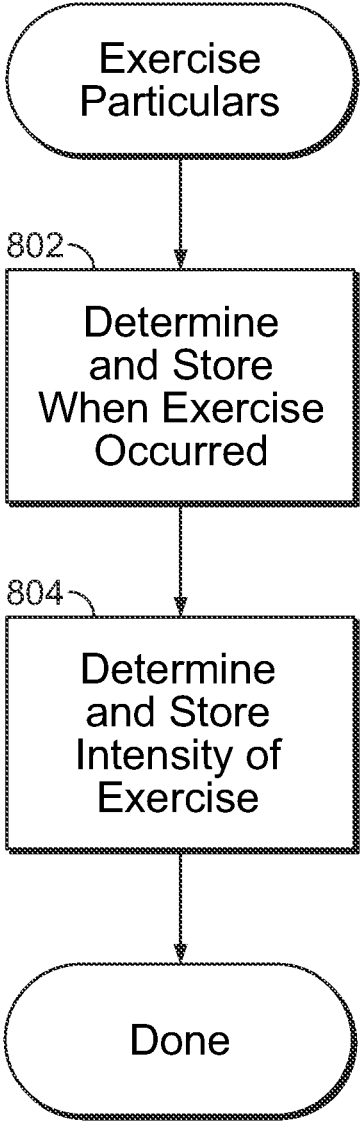 Exercise
Particulars
802
Determine
and Store
When Exercise
Occurred
804
Determine
and Store
Intensity of
Exercise
Done